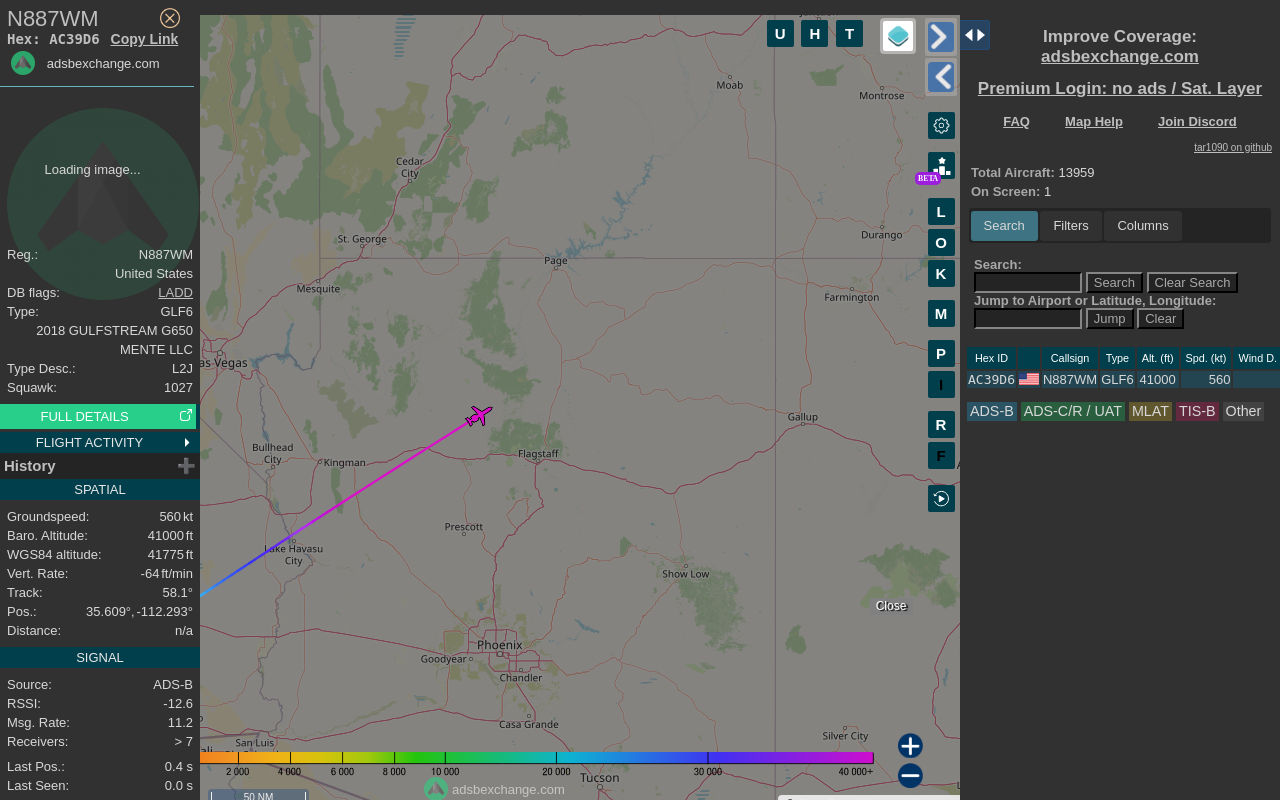 N887WM
Hex: AC39D6 Copy Link
adsbexchange.com
Loading image...
Reg.: N887WM
United States
DB flags: LADD
Type: GLF6
2018 GULFSTREAM G650
MENTE LLC
Type Desc.: L2J
Squawk: 1027
FULL DETAILS
FLIGHT ACTIVITY
History
SPATIAL
Groundspeed: 560 kt
Baro. Altitude: 41000 ft
WGS84 altitude: 41775 ft
Vert. Rate: -64 ft/min
Track: 58.1°
Pos.: 35.609°, -112.293°
Distance: n/a
SIGNAL
Source: ADS-B
RSSI: -12.6
Msg. Rate: 11.2
Receivers: > 7
Last Pos.: 0.4 s
Last Seen: 0.0 s
U H T
Moab
Montrose
Cedar
City
BETA
L
St. George
Durango
O
Page
K
Mesquite
Farmington
M
P
as Vegas
I
Gallup
R
Bullhead
City
Kingman
Flagstaff
F
Prescott
Lake Havasu
City
Show Low
Close
Phoenix
Goodyear
Chandler
Casa Grande
San Luis
Silver City
2 000 4 000 6 000 8 000 10 000 20 000 30 000 40 000+
Tucson
adsbexchange.com
50 NM
Improve Coverage:
adsbexchange.com
Premium Login: no ads / Sat. Layer
FAQ Map Help Join Discord
tar1090 on github
Total Aircraft: 13959
On Screen: 1
Search Filters Columns
Search:
Search Clear Search
Jump to Airport or Latitude, Longitude:
Jump Clear
Hex ID Callsign Type Alt. (ft) Spd. (kt) Wind D.
AC39D6 N887WM GLF6 41000 560
ADS-B ADS-C/R / UAT MLAT TIS-B Other